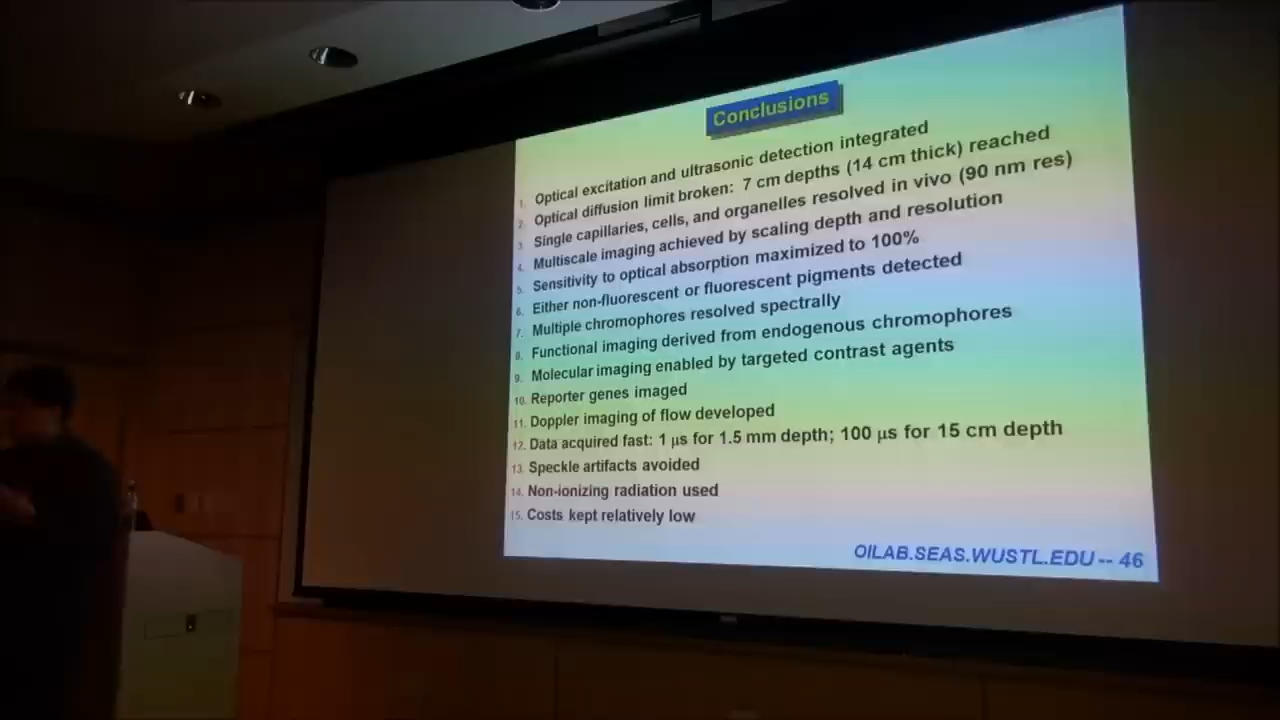 Conclusions
1. Optical excitation and ultrasonic detection integrated
2. Optical diffusion limit broken: 7 cm depths (14 cm thick) reached
3. Single capillaries, cells, and organelles resolved in vivo (90 nm res)
4. Multiscale imaging achieved by scaling depth and resolution
5. Sensitivity to optical absorption maximized to 100%
6. Either non-fluorescent or fluorescent pigments detected
7. Multiple chromophores resolved spectrally
8. Functional imaging derived from endogenous chromophores
9. Molecular imaging enabled by targeted contrast agents
10. Reporter genes imaged
11. Doppler imaging of flow developed
12. Data acquired fast: 1 μs for 1.5 mm depth; 100 μs for 15 cm depth
13. Speckle artifacts avoided
14. Non-ionizing radiation used
15. Costs kept relatively low
OILAB.SEAS.WUSTL.EDU -- 46